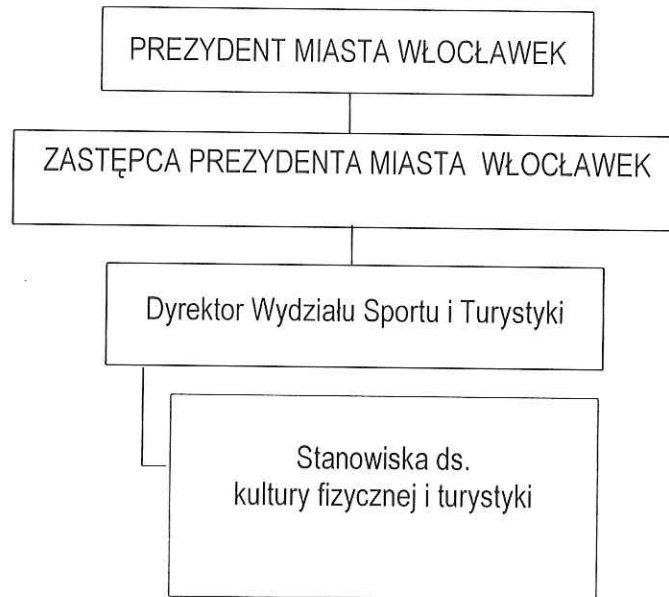 PREZYDENT MIASTA WŁOCŁAWEK
ZASTĘPCA PREZYDENTA MIASTA WŁOCŁAWEK
Dyrektor Wydziału Sportu i Turystyki
Stanowiska ds.
kultury fizycznej i turystyki